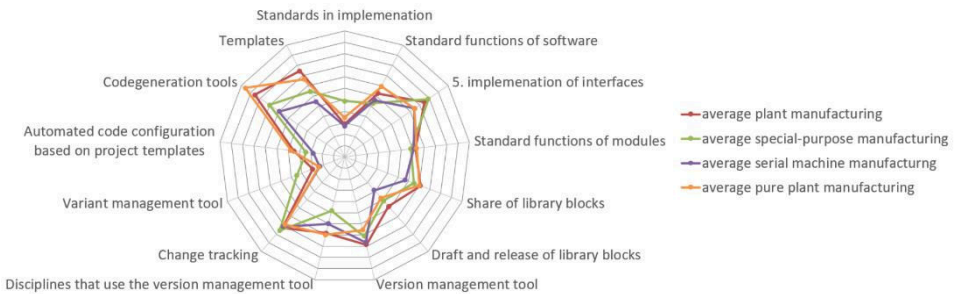 Standards in implemenation
Templates
Standard functions of software
Codegeneration tools
5. implemenation of interfaces
Automated code configuration
based on project templates
Standard functions of modules
Variant management tool
Share of library blocks
Change tracking
Draft and release of library blocks
Disciplines that use the version management tool
Version management tool
average plant manufacturing
average special-purpose manufacturing
average serial machine manufacturng
average pure plant manufacturing